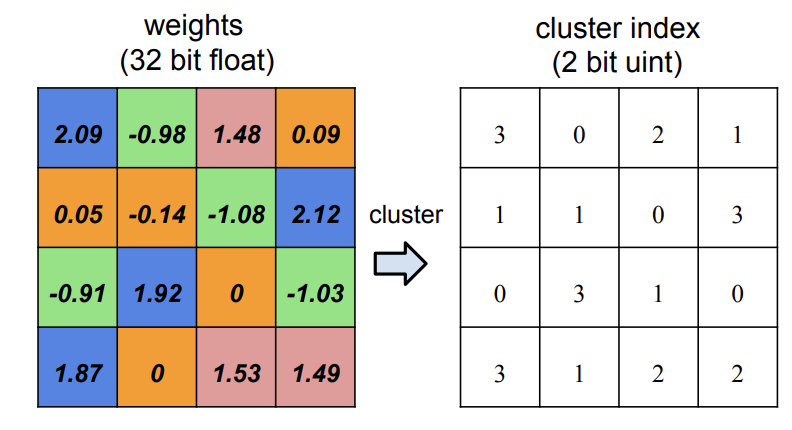 weights
(32 bit float)
cluster index
(2 bit uint)
2.09 -0.98 1.48 0.09
3 0 2 1
0.05 -0.14 -1.08 2.12
cluster
1 1 0 3
-0.91 1.92 0 -1.03
0 3 1 0
1.87 0 1.53 1.49
3 1 2 2